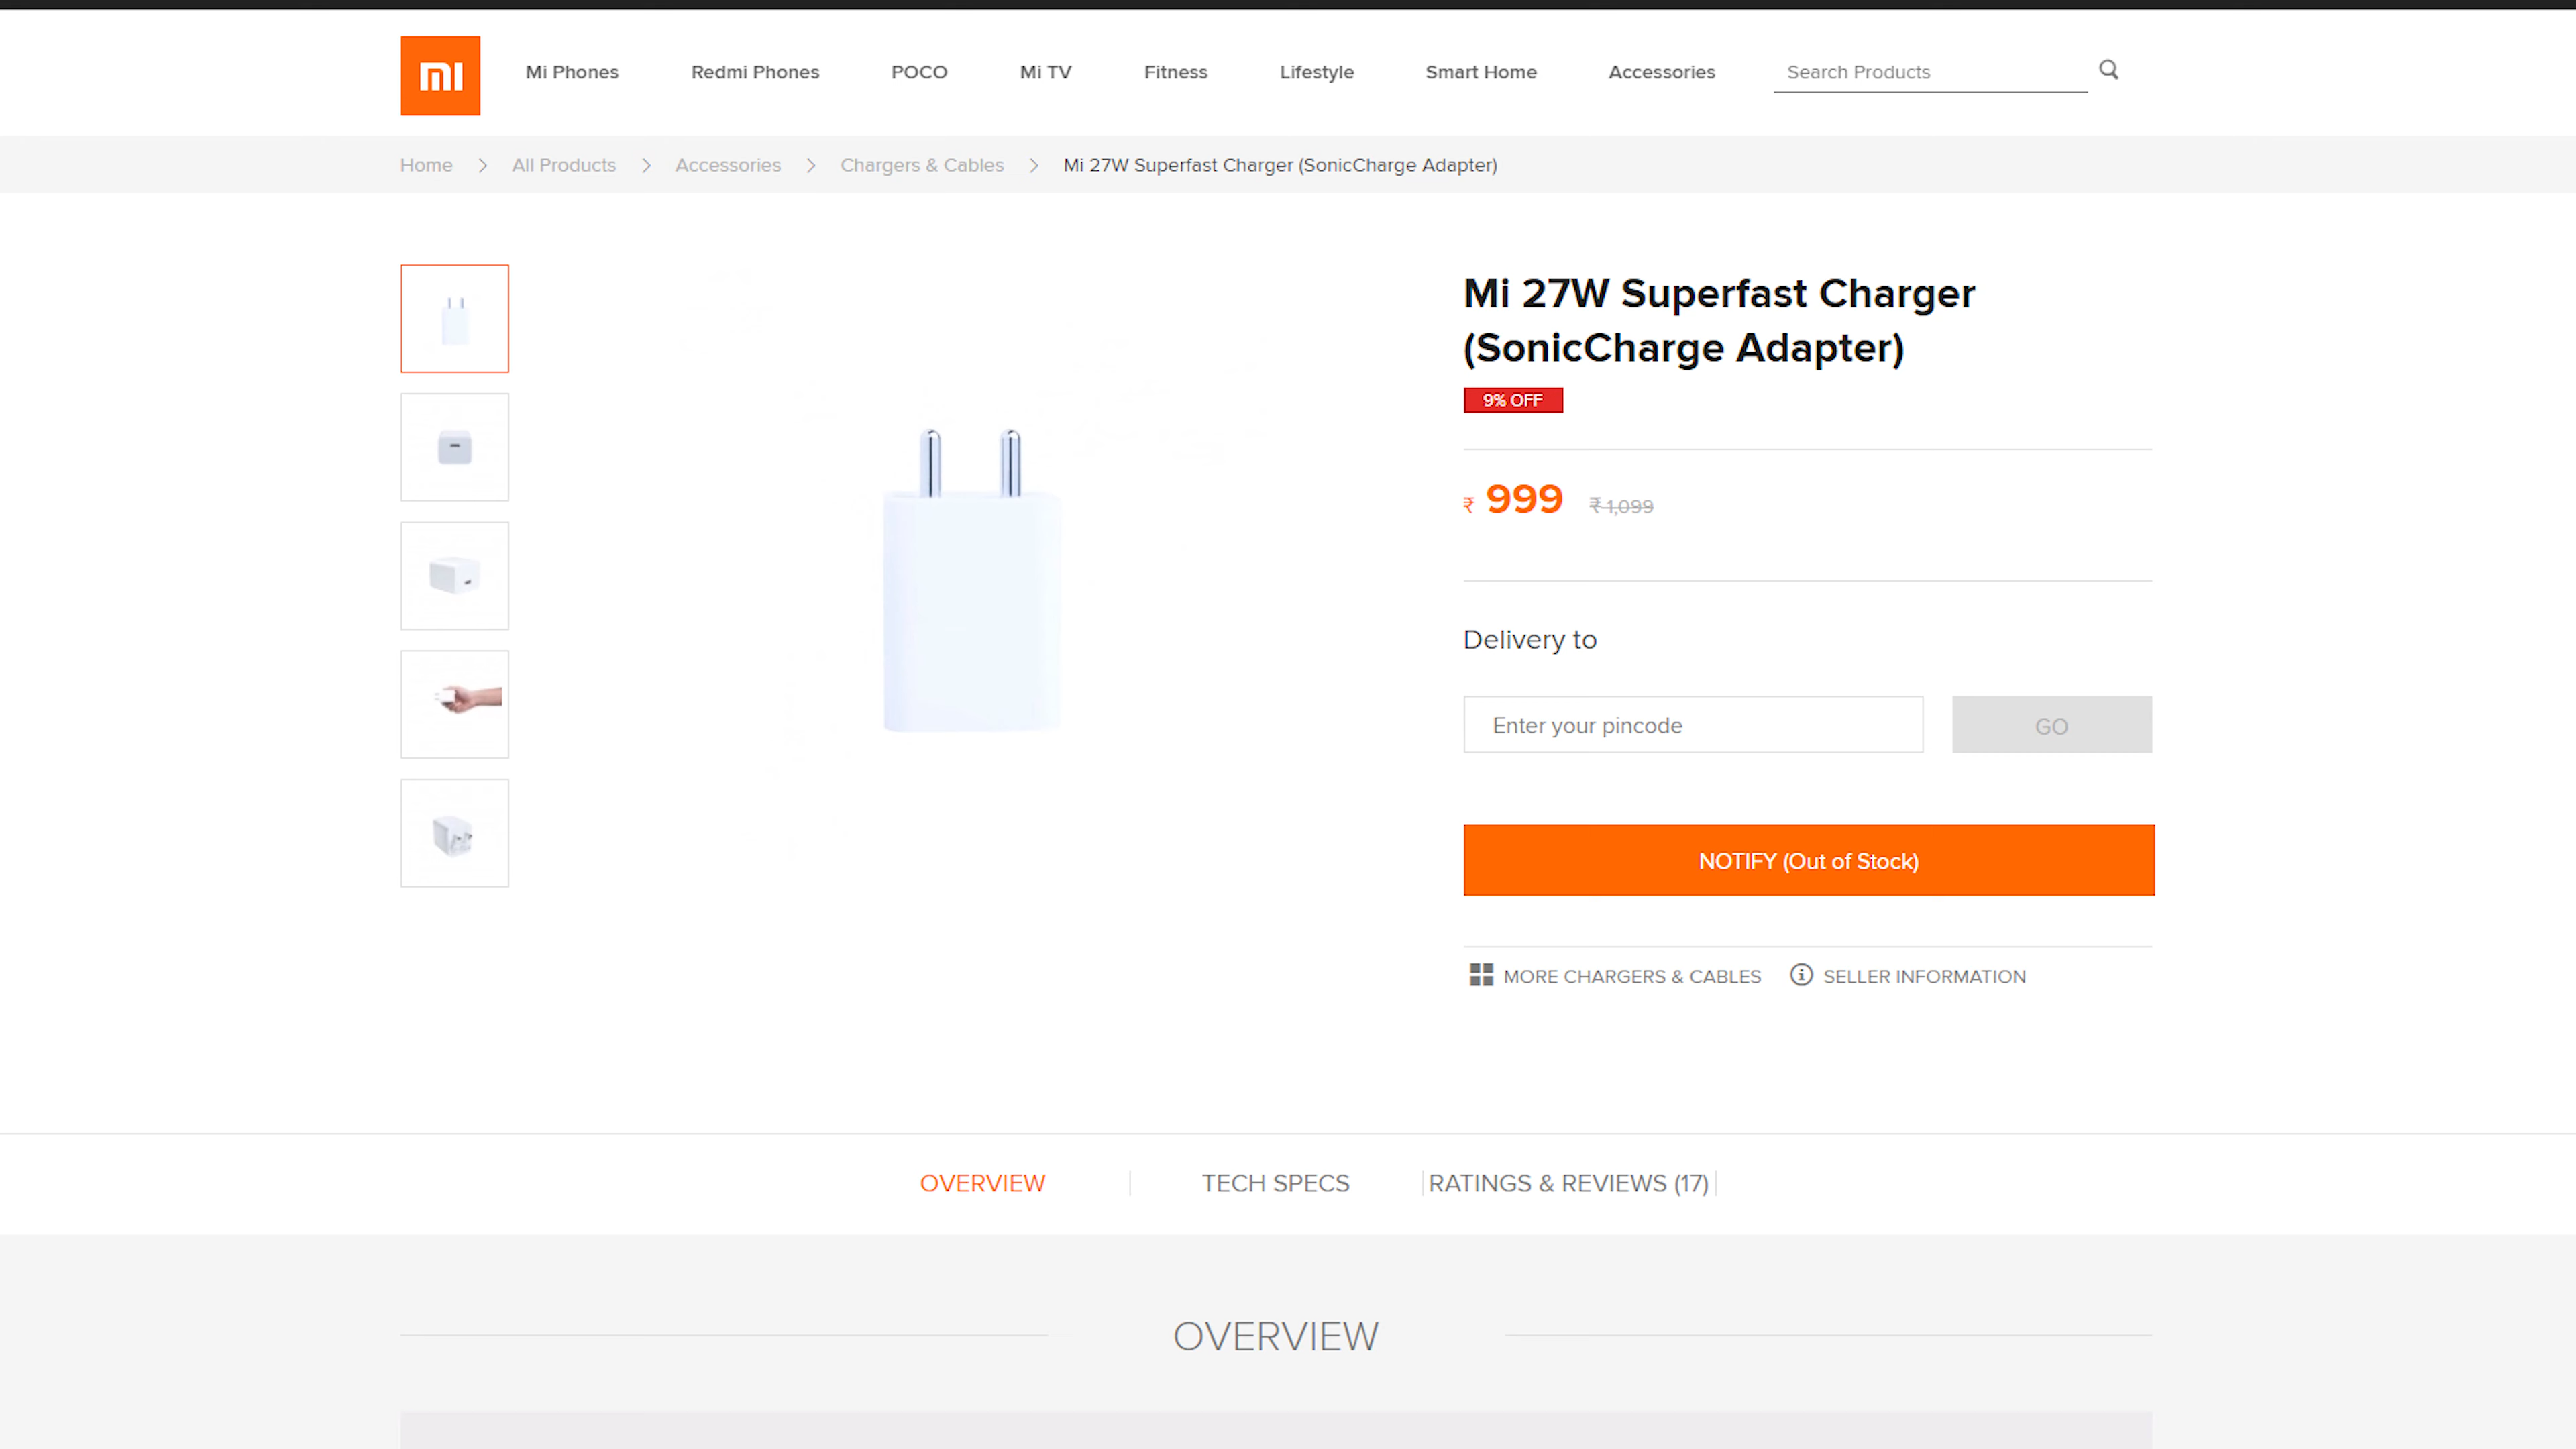 mi
Mi Phones
Redmi Phones
POCO
Mi TV
Fitness
Lifestyle
Smart Home
Accessories
Search Products
Home
All Products
Accessories
Chargers & Cables
Mi 27W Superfast Charger (SonicCharge Adapter)
Mi 27W Superfast Charger
(SonicCharge Adapter)
9% OFF
₹ 999 ₹ 1,099
Delivery to
Enter your pincode
GO
NOTIFY (Out of Stock)
MORE CHARGERS & CABLES
SELLER INFORMATION
OVERVIEW
TECH SPECS
RATINGS & REVIEWS (17)
OVERVIEW